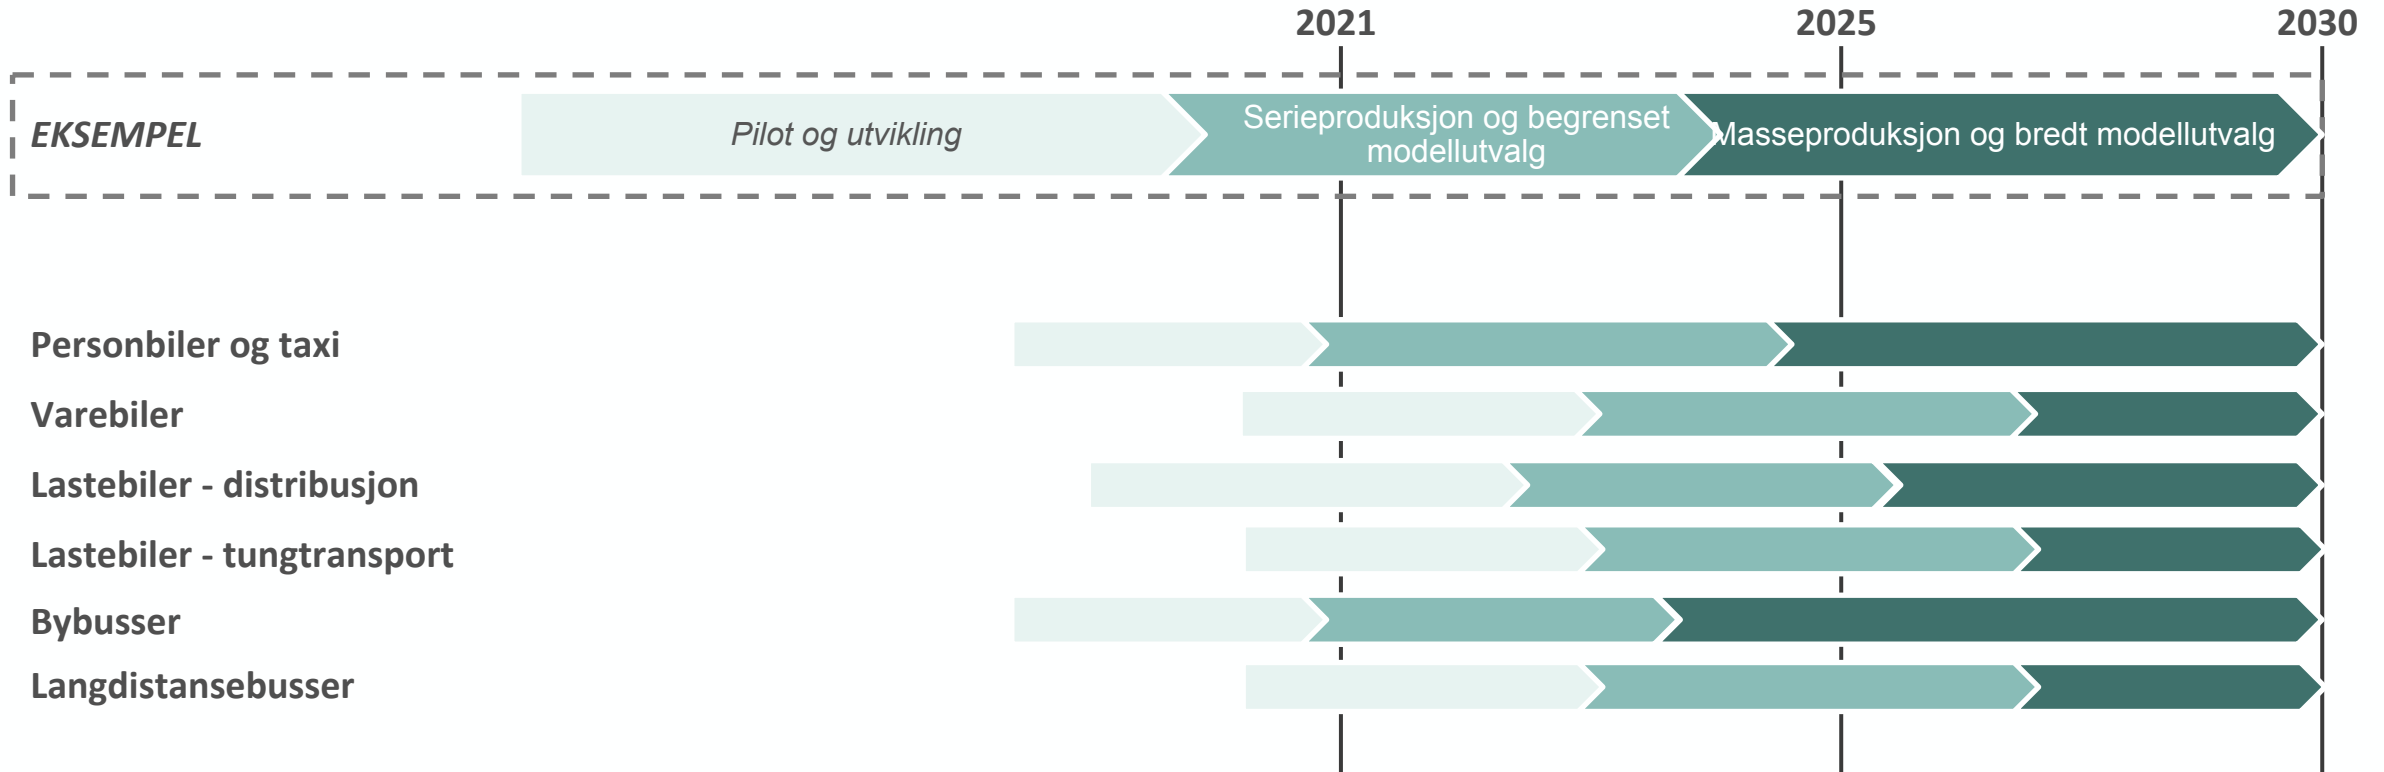 2021 2025 2030
EKSEMPEL
Pilot og utvikling
Serieproduksjon og begrenset
modellutvalg
Masseproduksjon og bredt modellutvalg
Personbiler og taxi
Varebiler
Lastebiler - distribusjon
Lastebiler - tungtransport
Bybusser
Langdistansebusser